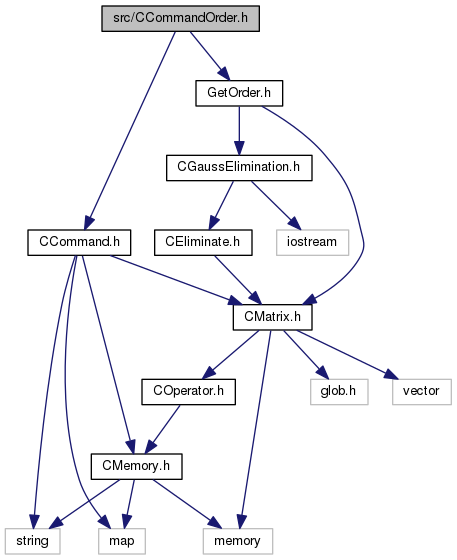 src/CCommandOrder.h
GetOrder.h
CGaussElimination.h
CCommand.h
CEliminate.h
iostream
CMatrix.h
COperator.h
glob.h
vector
CMemory.h
string
map
memory